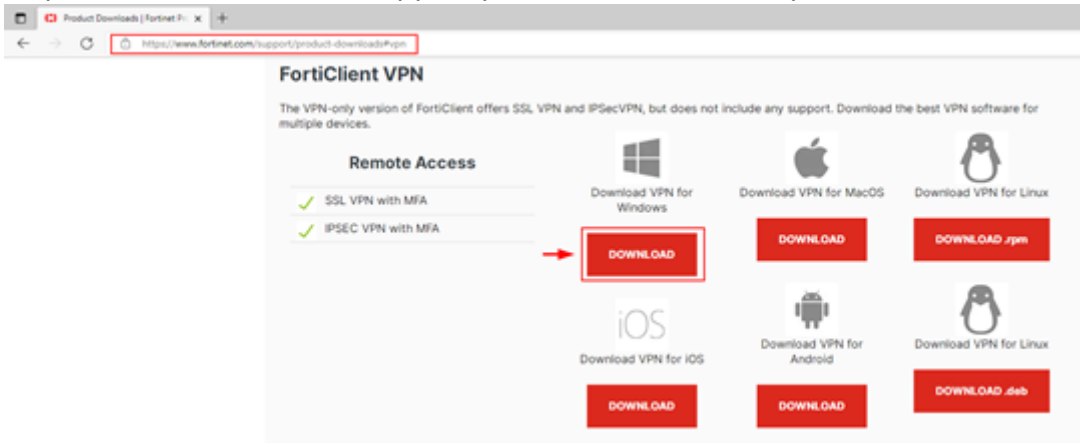 Product Downloads | Fortinet Pr
https://www.fortinet.com/support/product-downloads#vpn
FortiClient VPN
The VPN-only version of FortiClient offers SSL VPN and IPSecVPN, but does not include any support. Download the best VPN software for
multiple devices.
Remote Access
SSL VPN with MFA
IPSEC VPN with MFA
Download VPN for
Windows
DOWNLOAD
Download VPN for MacOS
DOWNLOAD
Download VPN for Linux
DOWNLOAD .rpm
iOS
Download VPN for iOS
DOWNLOAD
Download VPN for
Android
DOWNLOAD
Download VPN for Linux
DOWNLOAD .deb